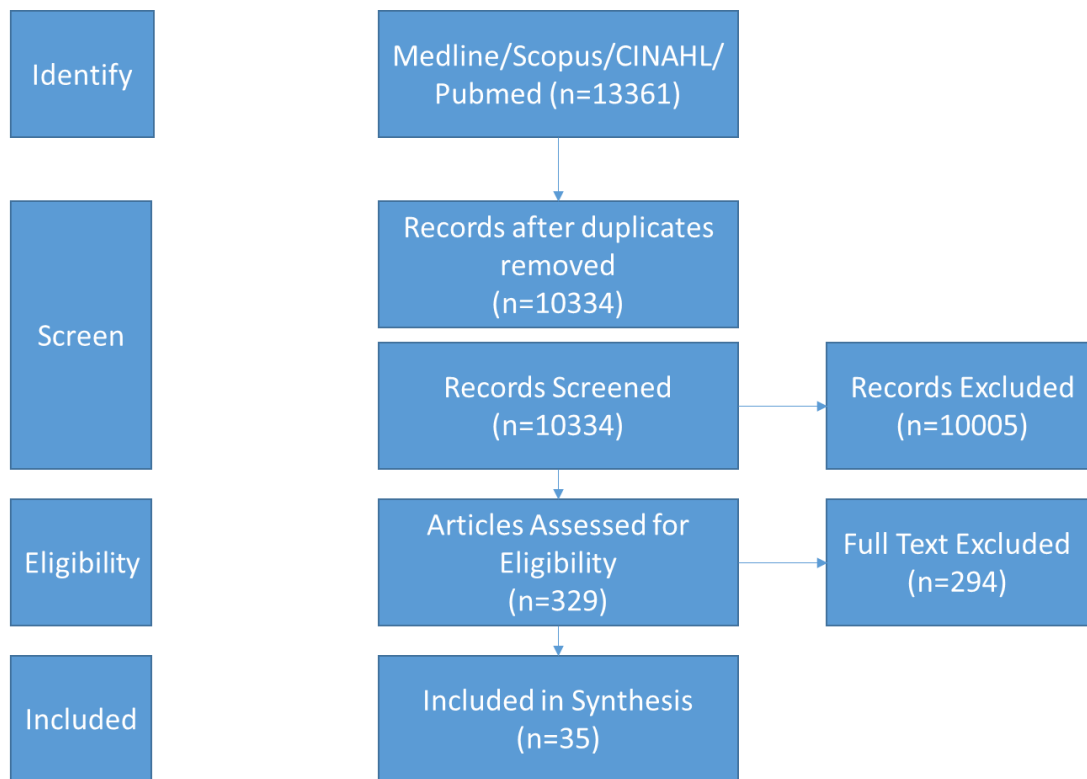 Identify
Medline/Scopus/CINAHL/
Pubmed (n=13361)
Screen
Records after duplicates
removed
(n=10334)
Records Screened
(n=10334)
Records Excluded
(n=10005)
Eligibility
Articles Assessed for
Eligibility
(n=329)
Full Text Excluded
(n=294)
Included
Included in Synthesis
(n=35)